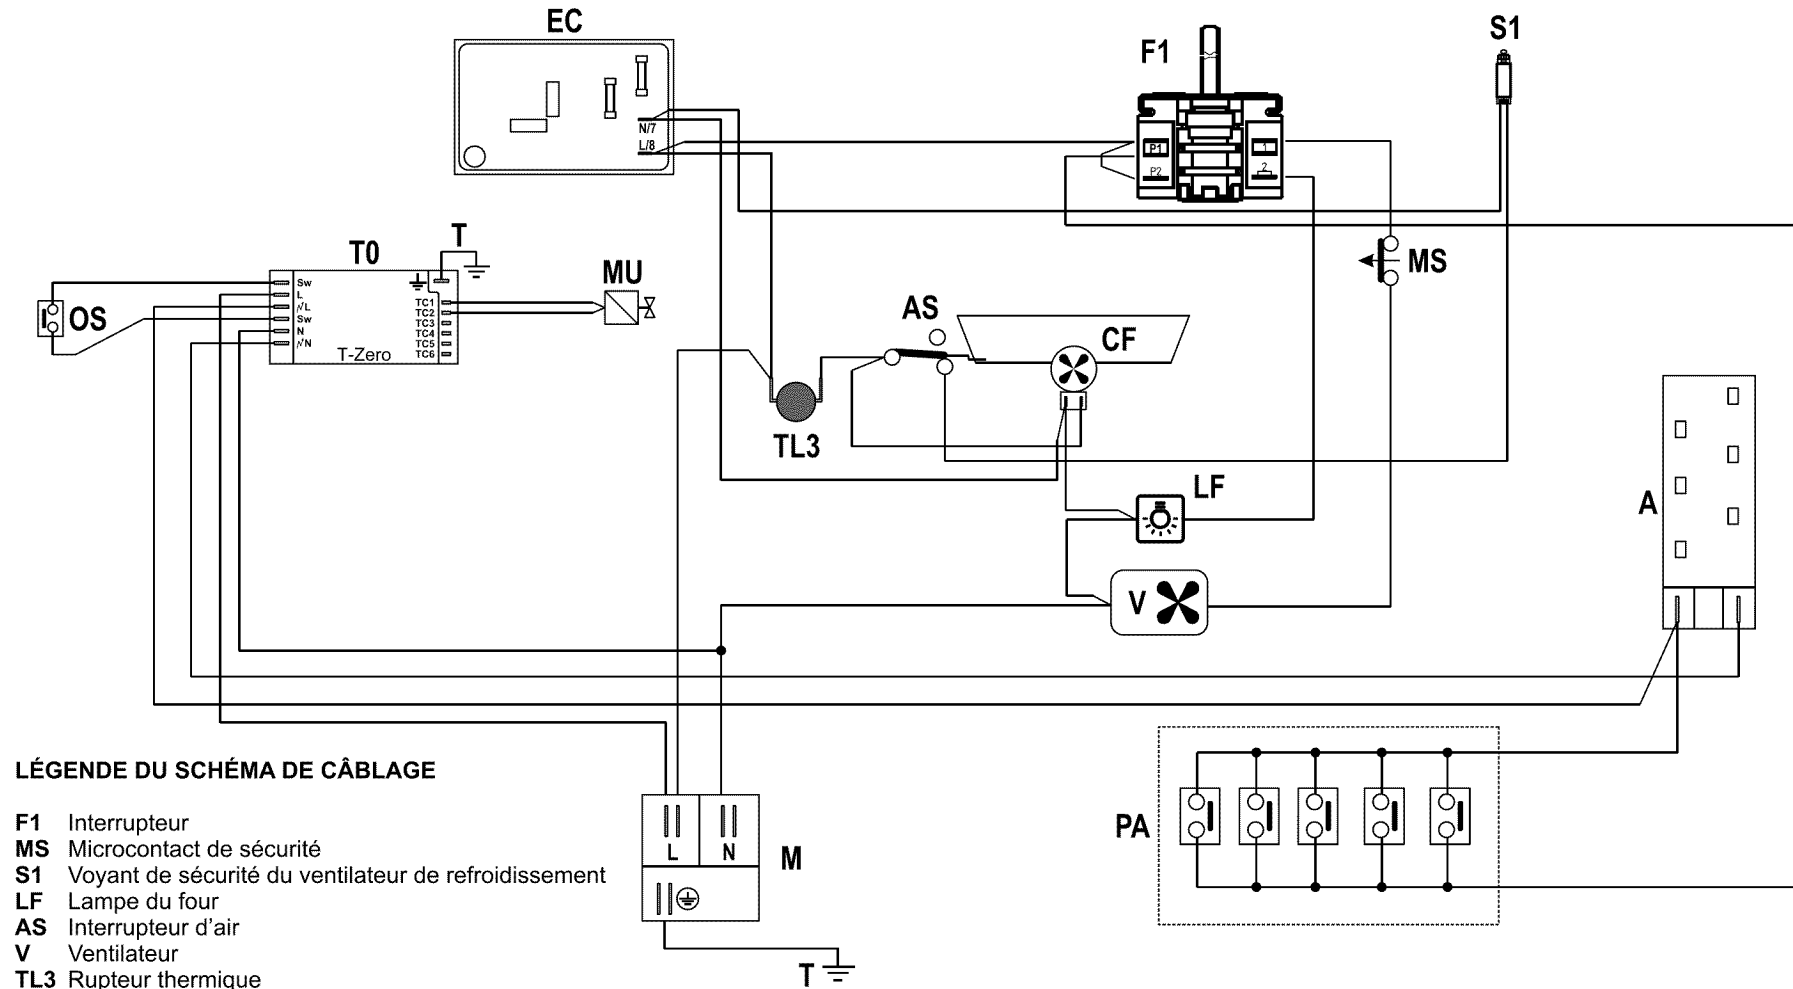 EC
F1
S1
N/7
L/8
P1
P2
1
2
T
T0
MU
MS
OS
Sw
L
L
Sw
N
N
TC1
TC2
TC3
TC4
TC5
TC6
T-Zero
AS
CF
TL3
LF
A
V
LÉGENDE DU SCHÉMA DE CÂBLAGE
F1 Interrupteur
MS Microcontact de sécurité
S1 Voyant de sécurité du ventilateur de refroidissement
LF Lampe du four
AS Interrupteur d'air
V Ventilateur
TL3 Rupteur thermique
L N
M
T
PA